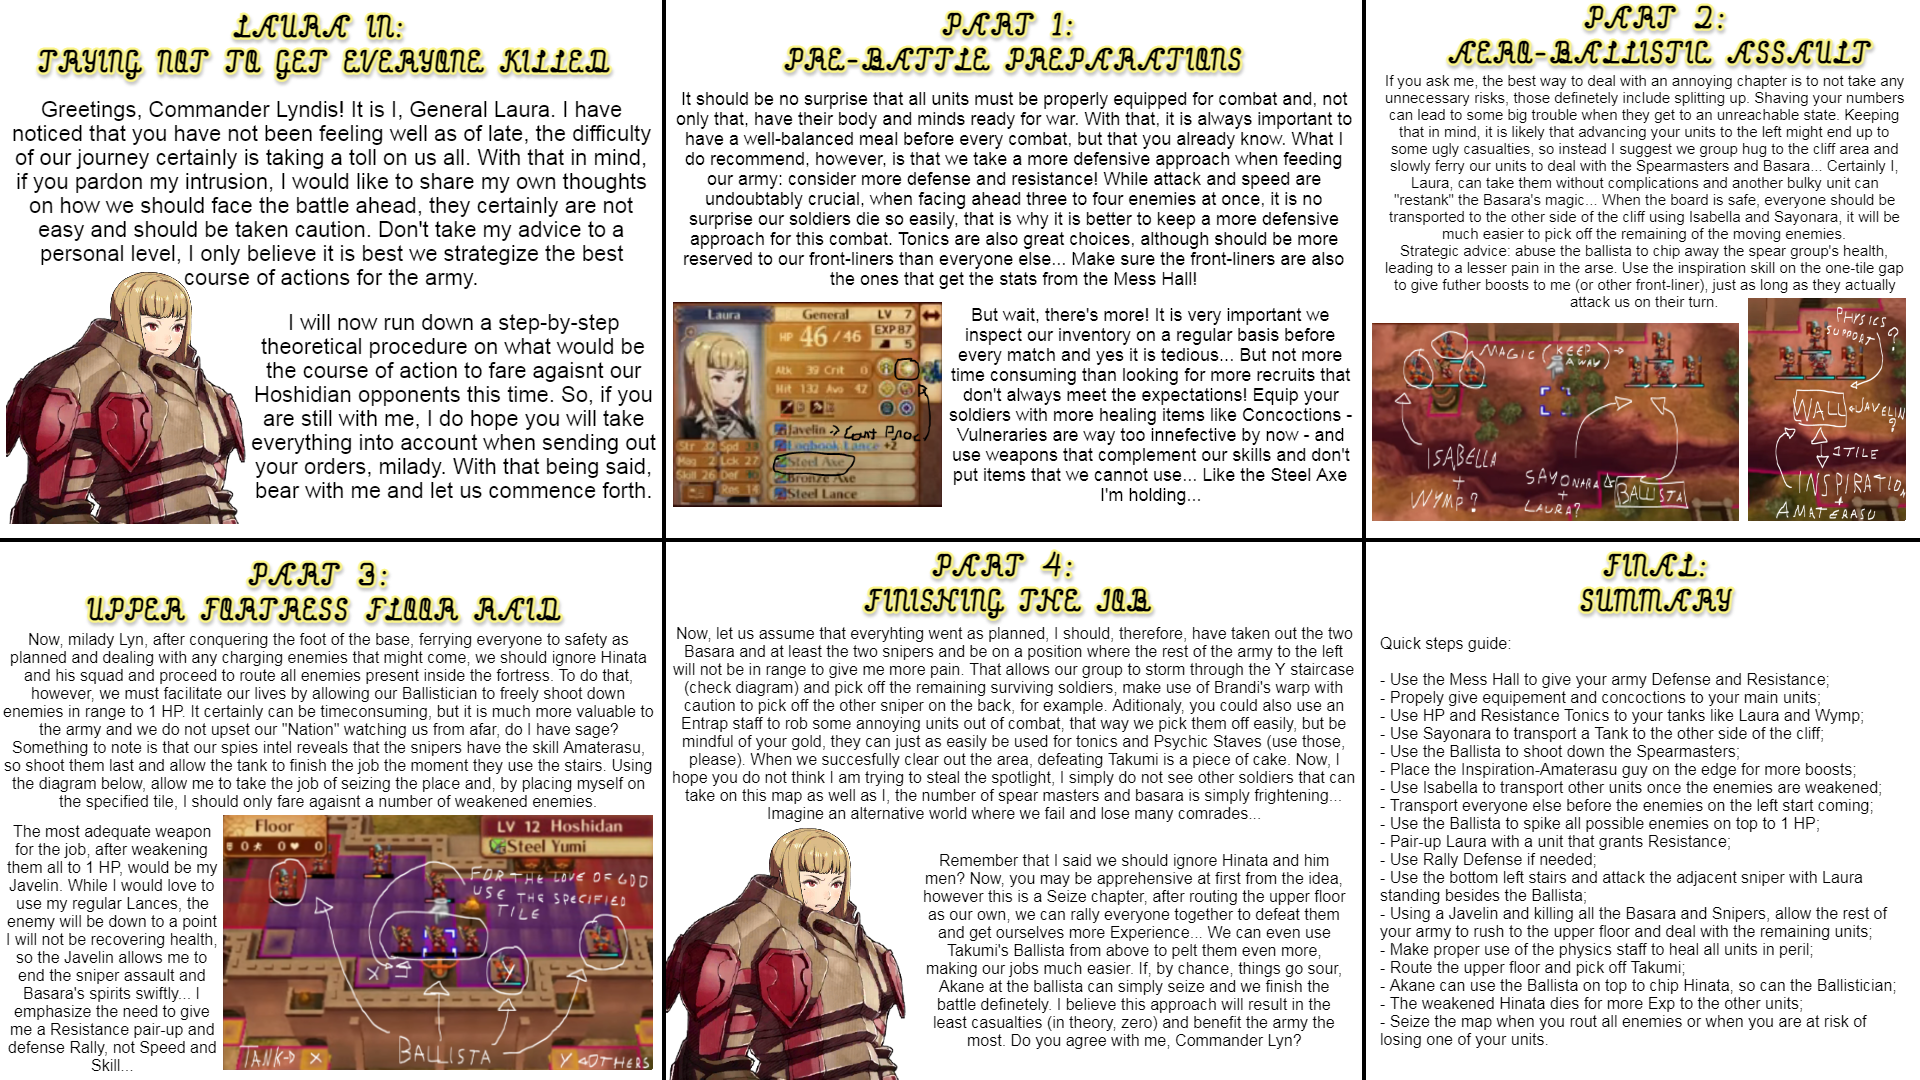 LAURA IN:
TRYING NOT TO GET EVERYONE KILLED
Greetings, Commander Lyndis! It is I, General Laura. I have
noticed that you have not been feeling well as of late, the difficulty
of our journey certainly is taking a toll on us all. With that in mind,
if you pardon my intrusion, I would like to share my own thoughts
on how we should face the battle ahead, they certainly are not
easy and should be taken caution. Don't take my advice to a
personal level, I only believe it is best we strategize the best
course of actions for the army.
I will now run down a step-by-step
theoretical procedure on what would be
the course of action to fare agaisnt our
Hoshidian opponents this time. So, if you
are still with me, I do hope you will take
everything into account when sending out
your orders, milady. With that being said,
bear with me and let us commence forth.
PART 1:
PRE-BATTLE PREPARATIONS
It should be no surprise that all units must be properly equipped for combat and, not
only that, have their body and minds ready for war. With that, it is always important to
have a well-balanced meal before every combat, but that you already know. What I
do recommend, however, is that we take a more defensive approach when feeding
our army: consider more defense and resistance! While attack and speed are
undoubtably crucial, when facing ahead three to four enemies at once, it is no
surprise our soldiers die so easily, that is why it is better to keep a more defensive
approach for this combat. Tonics are also great choices, although should be more
reserved to our front-liners than everyone else... Make sure the front-liners are also
the ones that get the stats from the Mess Hall!
Laura General LV 7
HP 46/46 EXP 87
5
Atk 39 Crit 0
Hit 132 Avo 42
Javelin → Cant Proc
Logbook Lance +2
Steel Axe
Bronze Axe
Steel Lance
Str 32 Spd
Lck 27
Skill 26 Def 40
Res 14
But wait, there's more! It is very important we
inspect our inventory on a regular basis before
every match and yes it is tedious... But not more
time consuming than looking for more recruits that
don't always meet the expectations! Equip your
soldiers with more healing items like Concoctions -
Vulneraries are way too innefective by now - and
use weapons that complement our skills and don't
put items that we cannot use... Like the Steel Axe
I'm holding...
PART 2:
AERO-BALLISTIC ASSAULT
If you ask me, the best way to deal with an annoying chapter is to not take any
unnecessary risks, those definetely include splitting up. Shaving your numbers
can lead to some big trouble when they get to an unreachable state. Keeping
that in mind, it is likely that advancing your units to the left might end up to
some ugly casualties, so instead I suggest we group hug to the cliff area and
slowly ferry our units to deal with the Spearmasters and Basara... Certainly I,
Laura, can take them without complications and another bulky unit can
"restank" the Basara's magic... When the board is safe, everyone should be
transported to the other side of the cliff using Isabella and Sayonara, it will be
much easier to pick off the remaining of the moving enemies.
Strategic advice: abuse the ballista to chip away the spear group's health,
leading to a lesser pain in the arse. Use the inspiration skill on the one-tile gap
to give futher boosts to me (or other front-liner), just as long as they actually
attack us on their turn.
MAGIC (KEEP AWAY) →
ISABELLA
+
WYMP?
SAYONARA
+
LAURA?
BALLISTA
PHYSICS
SUPPORT?
WALL ← JAVELIN?
1TILE
INSPIRATION
+
AMATERASU
PART 3:
UPPER FORTRESS FLOOR RAID
Now, milady Lyn, after conquering the foot of the base, ferrying everyone to safety as
planned and dealing with any charging enemies that might come, we should ignore Hinata
and his squad and proceed to route all enemies present inside the fortress. To do that,
however, we must facilitate our lives by allowing our Ballistician to freely shoot down
enemies in range to 1 HP. It certainly can be timeconsuming, but it is much more valuable to
the army and we do not upset our "Nation" watching us from afar, do I have sage?
Something to note is that our spies intel reveals that the snipers have the skill Amaterasu,
so shoot them last and allow the tank to finish the job the moment they use the stairs. Using
the diagram below, allow me to take the job of seizing the place and, by placing myself on
the specified tile, I should only fare agaisnt a number of weakened enemies.
The most adequate weapon
for the job, after weakening
them all to 1 HP, would be my
Javelin. While I would love to
use my regular Lances, the
enemy will be down to a point
I will not be recovering health,
so the Javelin allows me to
end the sniper assault and
Basara's spirits swiftly... I
emphasize the need to give
me a Resistance pair-up and
defense Rally, not Speed and
Skill...
Floor
0 0 0
LV 12 Hoshidan
Steel Yumi
FOR THE LOVE OF GOD
USE THE SPECIFIED
TILE
X
Y
TANK → X
BALLISTA
Y ← OTHERS
PART 4:
FINISHING THE JOB
Now, let us assume that everyhting went as planned, I should, therefore, have taken out the two
Basara and at least the two snipers and be on a position where the rest of the army to the left
will not be in range to give me more pain. That allows our group to storm through the Y staircase
(check diagram) and pick off the remaining surviving soldiers, make use of Brandi's warp with
caution to pick off the other sniper on the back, for example. Aditionaly, you could also use an
Entrap staff to rob some annoying units out of combat, that way we pick them off easily, but be
mindful of your gold, they can just as easily be used for tonics and Psychic Staves (use those,
please). When we succesfully clear out the area, defeating Takumi is a piece of cake. Now, I
hope you do not think I am trying to steal the spotlight, I simply do not see other soldiers that can
take on this map as well as I, the number of spear masters and basara is simply frightening...
Imagine an alternative world where we fail and lose many comrades...
Remember that I said we should ignore Hinata and him
men? Now, you may be apprehensive at first from the idea,
however this is a Seize chapter, after routing the upper floor
as our own, we can rally everyone together to defeat them
and get ourselves more Experience... We can even use
Takumi's Ballista from above to pelt them even more,
making our jobs much easier. If, by chance, things go sour,
Akane at the ballista can simply seize and we finish the
battle definetely. I believe this approach will result in the
least casualties (in theory, zero) and benefit the army the
most. Do you agree with me, Commander Lyn?
FINAL:
SUMMARY
Quick steps guide:
- Use the Mess Hall to give your army Defense and Resistance;
- Propely give equipement and concoctions to your main units;
- Use HP and Resistance Tonics to your tanks like Laura and Wymp;
- Use Sayonara to transport a Tank to the other side of the cliff;
- Use the Ballista to shoot down the Spearmasters;
- Place the Inspiration-Amaterasu guy on the edge for more boosts;
- Use Isabella to transport other units once the enemies are weakened;
- Transport everyone else before the enemies on the left start coming;
- Use the Ballista to spike all possible enemies on top to 1 HP;
- Pair-up Laura with a unit that grants Resistance;
- Use Rally Defense if needed;
- Use the bottom left stairs and attack the adjacent sniper with Laura
standing besides the Ballista;
- Using a Javelin and killing all the Basara and Snipers, allow the rest of
your army to rush to the upper floor and deal with the remaining units;
- Make proper use of the physics staff to heal all units in peril;
- Route the upper floor and pick off Takumi;
- Akane can use the Ballista on top to chip Hinata, so can the Ballistician;
- The weakened Hinata dies for more Exp to the other units;
- Seize the map when you rout all enemies or when you are at risk of
losing one of your units.